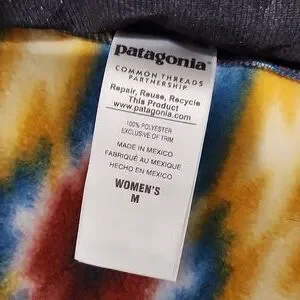 patagonia
COMMON THREADS
PARTNERSHIP
Repair, Reuse, Recycle
This Product
www.patagonia.com
100% POLYESTER
EXCLUSIVE OF TRIM
MADE IN MEXICO
FABRIQUÉ AU MEXIQUE
HECHO EN MEXICO
WOMEN'S
M